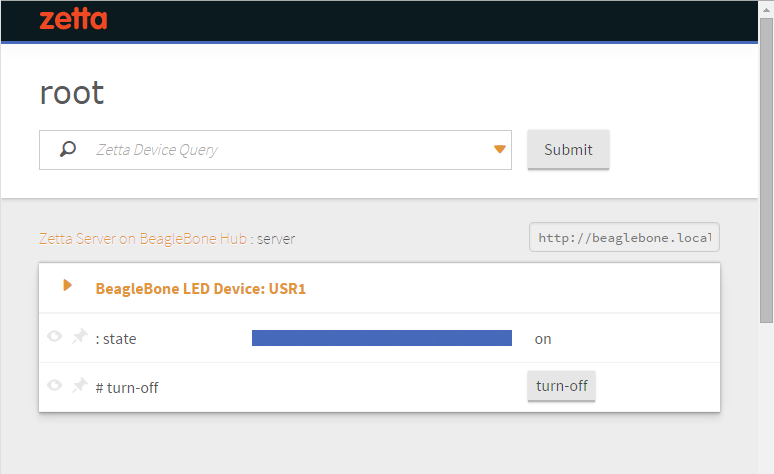 zetta
root
Zetta Device Query
Submit
Zetta Server on BeagleBone Hub : server
http://beaglebone.local
BeagleBone LED Device: USR1
: state
on
# turn-off
turn-off